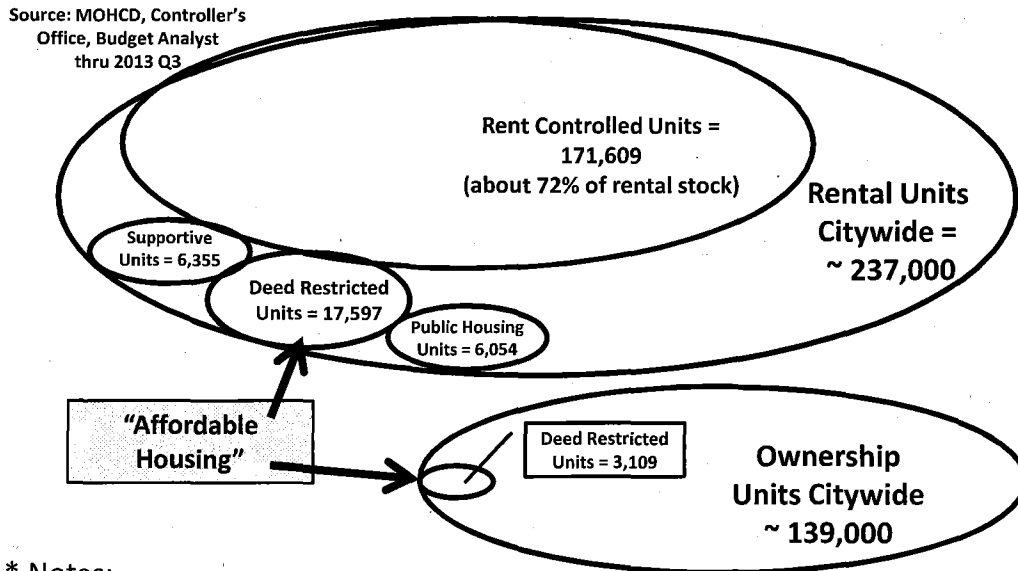 Source: MOHCD, Controller's
Office, Budget Analyst
thru 2013 Q3
Rent Controlled Units =
171,609
(about 72% of rental stock)
Rental Units
Citywide =
~ 237,000
Supportive
Units = 6,355
Deed Restricted
Units = 17,597
Public Housing
Units = 6,054
"Affordable
Housing"
Deed Restricted
Units = 3,109
Ownership
Units Citywide
~ 139,000
* Notes: